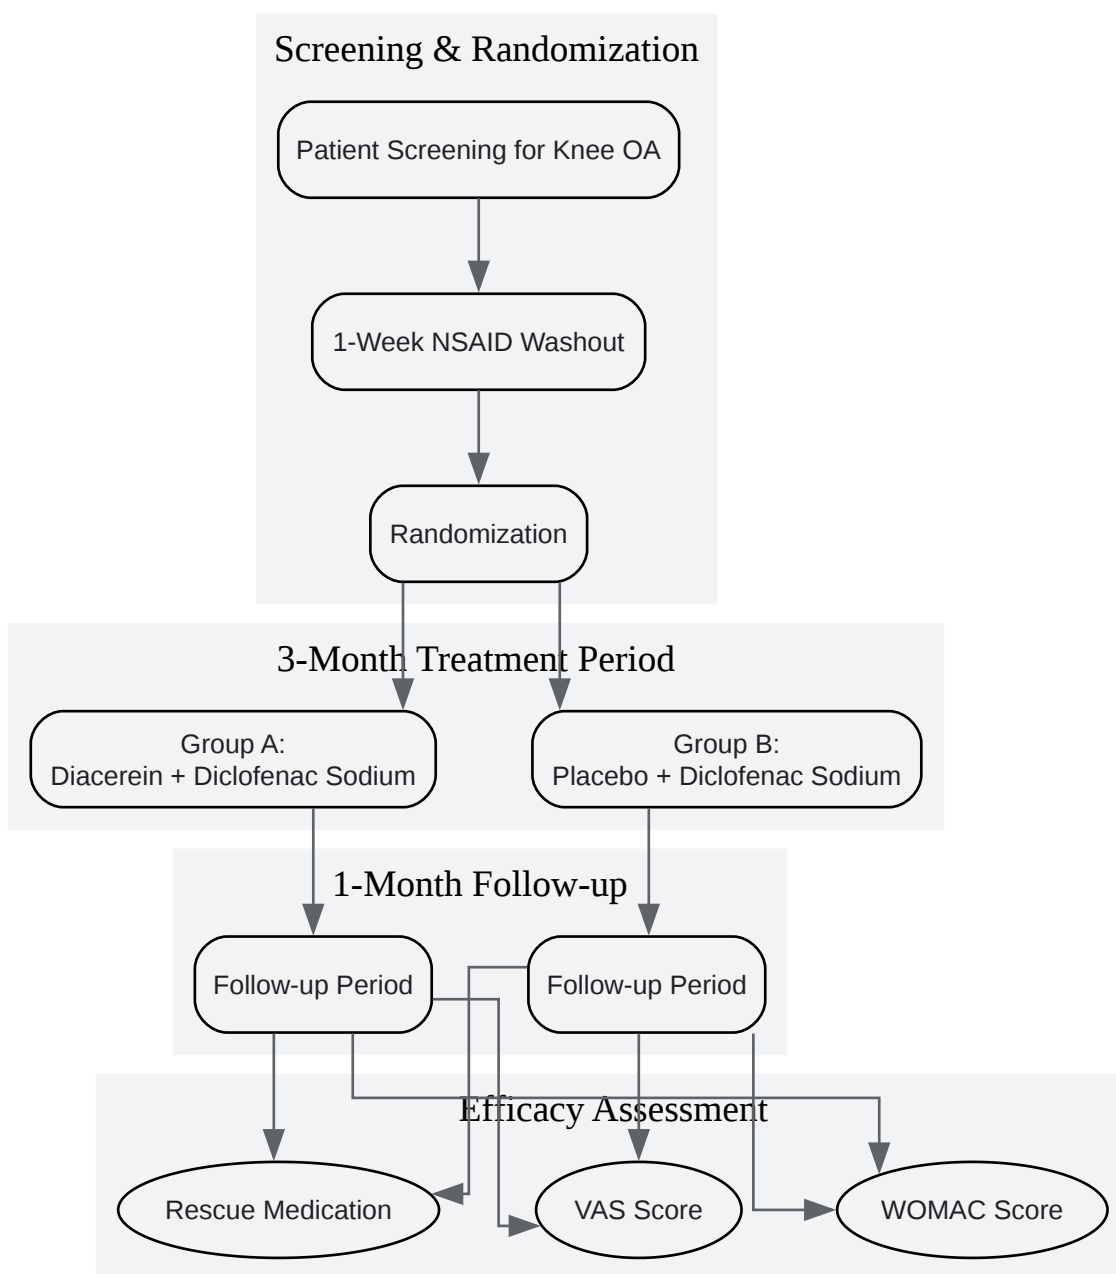 Screening & Randomization
Patient Screening for Knee OA
1-Week NSAID Washout
Randomization
3-Month Treatment Period
Group A:
Diacerein + Diclofenac Sodium
Group B:
Placebo + Diclofenac Sodium
1-Month Follow-up
Follow-up Period
Follow-up Period
Efficacy Assessment
Rescue Medication
VAS Score
WOMAC Score